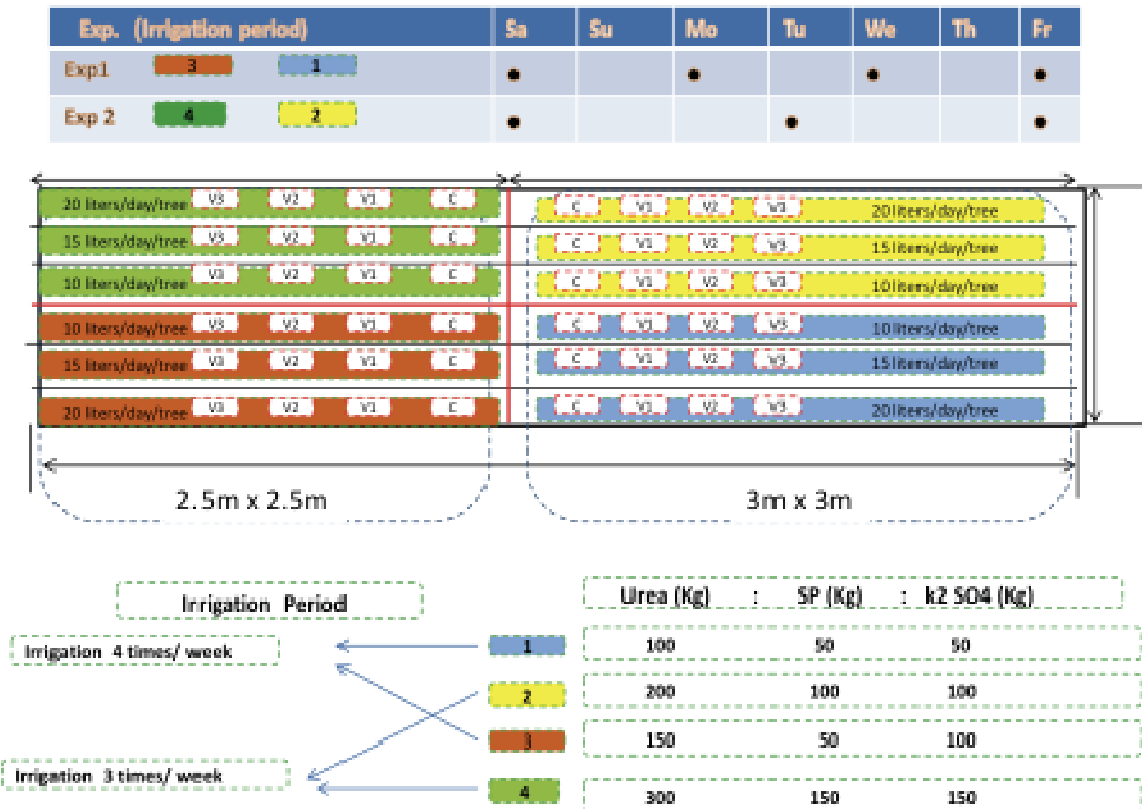 Exp. (Irrigation period) Sa Su Mo Tu We Th Fr
Exp1 3 1 • • • •
Exp 2 4 2 • • •
20 liters/day/tree V3 V2 V1 C C V1 V2 V3 20 liters/day/tree
15 liters/day/tree V3 V2 V1 C C V1 V2 V3 15 liters/day/tree
10 liters/day/tree V3 V2 V1 C C V1 V2 V3 10 liters/day/tree
10 liters/day/tree V3 V2 V1 C C V1 V2 V3 10 liters/day/tree
15 liters/day/tree V3 V2 V1 C C V1 V2 V3 15 liters/day/tree
20 liters/day/tree V3 V2 V1 C C V1 V2 V3 20 liters/day/tree
2.5m x 2.5m 3m x 3m
Irrigation Period Urea (Kg) : SP (Kg) : k2 SO4 (Kg)
Irrigation 4 times/ week 1 100 50 50
2 200 100 100
3 150 50 100
Irrigation 3 times/ week
4 300 150 150